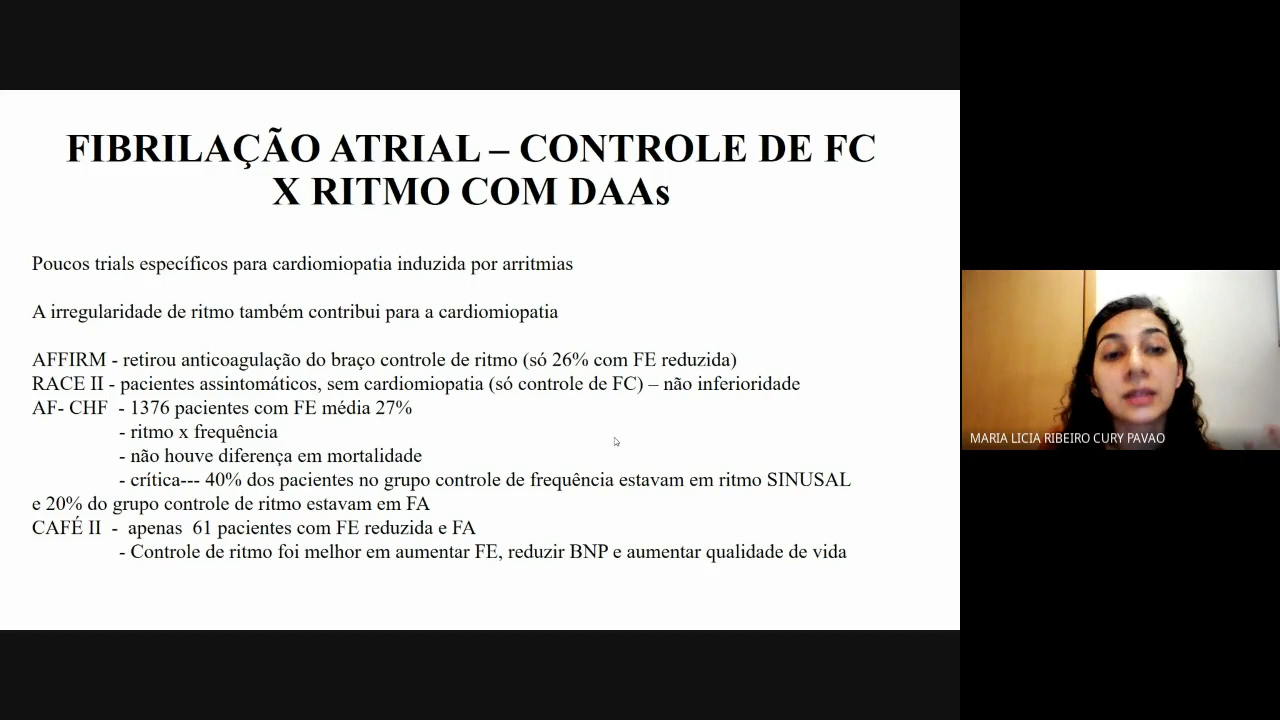 FIBRILAÇÃO ATRIAL – CONTROLE DE FC
X RITMO COM DAAs
Poucos trials específicos para cardiomiopatia induzida por arritmias
A irregularidade de ritmo também contribui para a cardiomiopatia
AFFIRM - retirou anticoagulação do braço controle de ritmo (só 26% com FE reduzida)
RACE II - pacientes assintomáticos, sem cardiomiopatia (só controle de FC) – não inferioridade
AF- CHF - 1376 pacientes com FE média 27%
- ritmo x frequência
- não houve diferença em mortalidade
- crítica--- 40% dos pacientes no grupo controle de frequência estavam em ritmo SINUSAL
e 20% do grupo controle de ritmo estavam em FA
CAFÉ II - apenas 61 pacientes com FE reduzida e FA
- Controle de ritmo foi melhor em aumentar FE, reduzir BNP e aumentar qualidade de vida
MARIA LICIA RIBEIRO CURY PAVAO